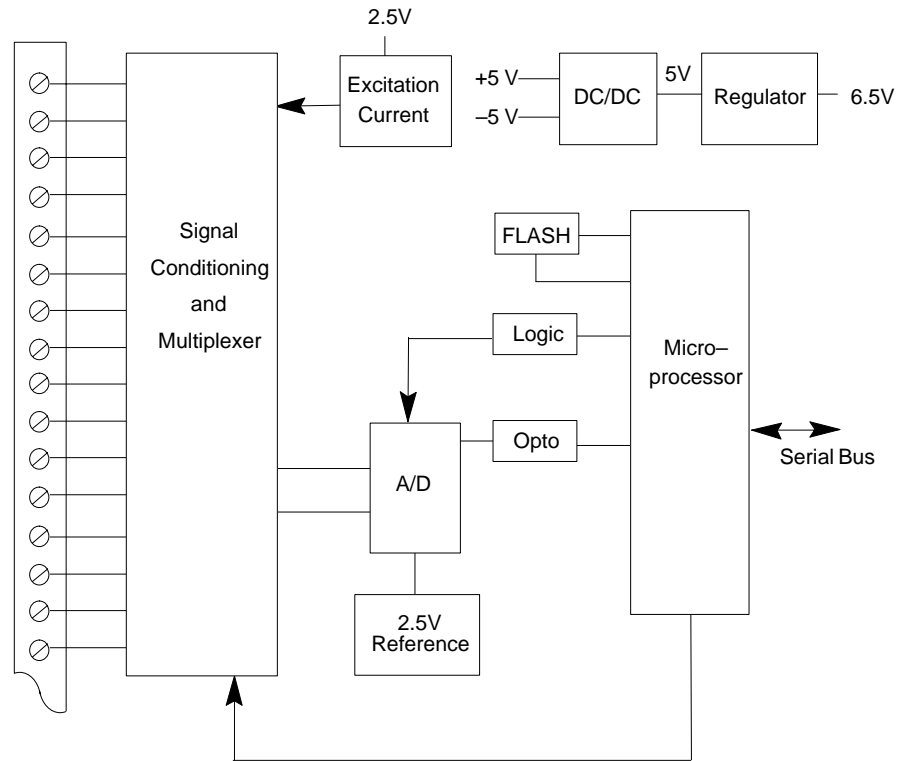 2.5V
Excitation
Current
+5 V
–5 V
DC/DC
5V
Regulator
6.5V
Signal
Conditioning
and
Multiplexer
FLASH
Logic
Micro–
processor
Opto
Serial Bus
A/D
2.5V
Reference